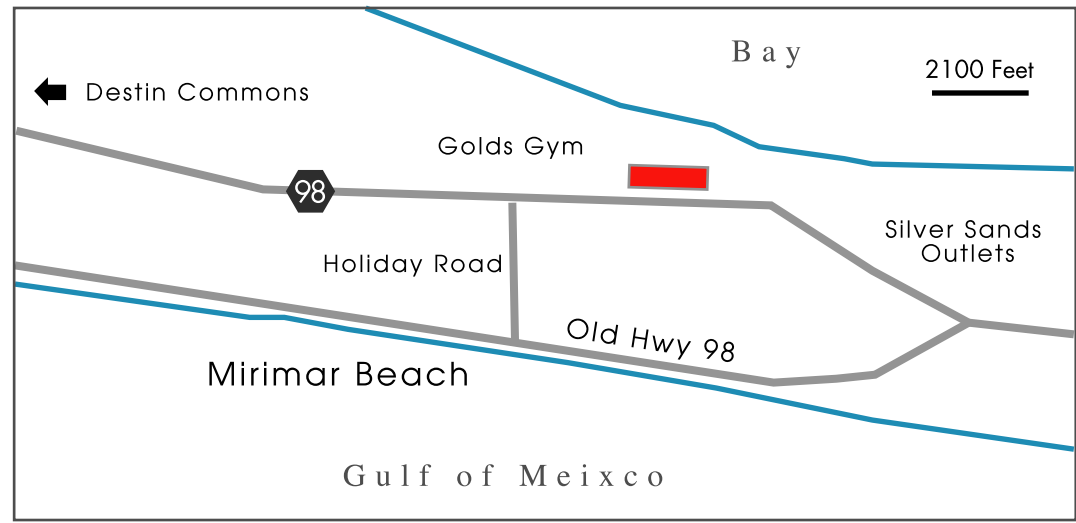 Bay
2100 Feet
Destin Commons
Golds Gym
98
Silver Sands
Outlets
Holiday Road
Old Hwy 98
Mirimar Beach
Gulf of Meixco